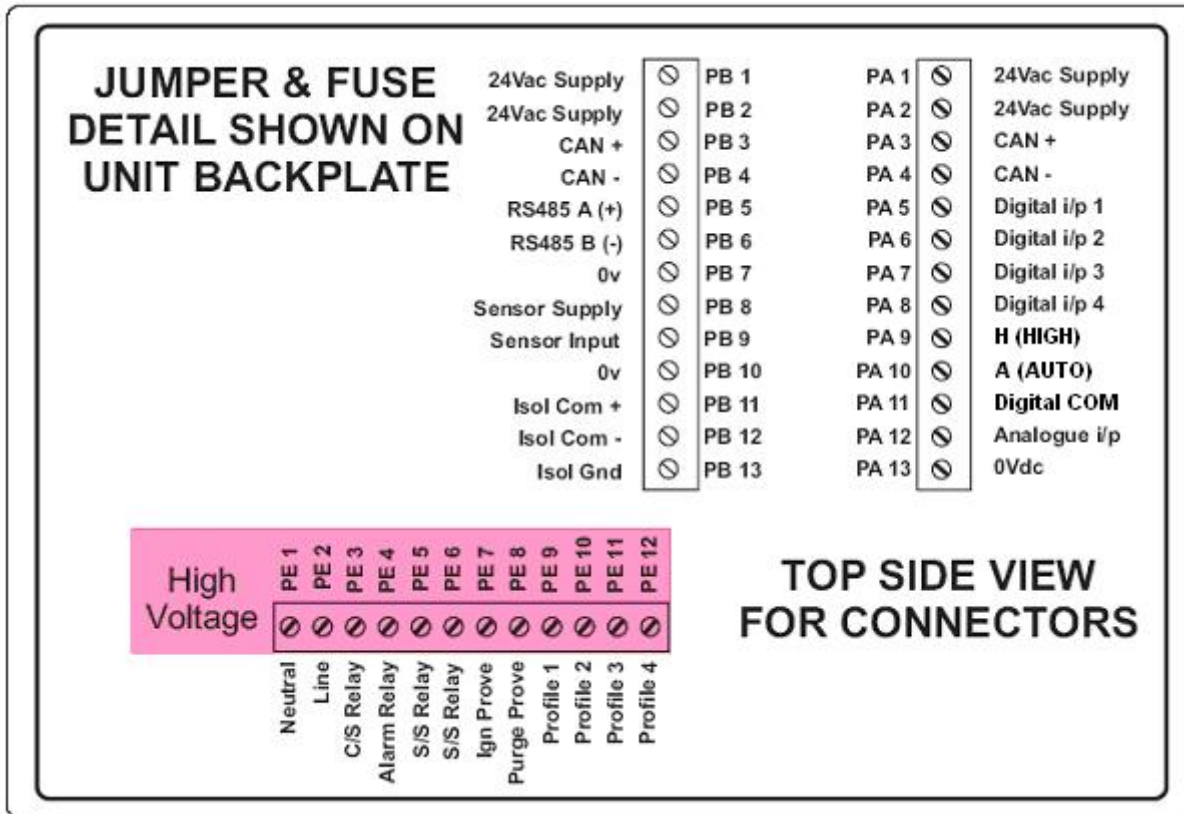 JUMPER & FUSE
DETAIL SHOWN ON
UNIT BACKPLATE
24Vac Supply PB 1
24Vac Supply PB 2
CAN + PB 3
CAN - PB 4
RS485 A (+) PB 5
RS485 B (-) PB 6
0v PB 7
Sensor Supply PB 8
Sensor Input PB 9
0v PB 10
Isol Com + PB 11
Isol Com - PB 12
Isol Gnd PB 13
PA 1 24Vac Supply
PA 2 24Vac Supply
PA 3 CAN +
PA 4 CAN -
PA 5 Digital i/p 1
PA 6 Digital i/p 2
PA 7 Digital i/p 3
PA 8 Digital i/p 4
PA 9 H (HIGH)
PA 10 A (AUTO)
PA 11 Digital COM
PA 12 Analogue i/p
PA 13 0Vdc
High
Voltage
PE 1 Neutral
PE 2 Line
PE 3 C/S Relay
PE 4 Alarm Relay
PE 5 S/S Relay
PE 6 S/S Relay
PE 7 Ign Prove
PE 8 Purge Prove
PE 9 Profile 1
PE 10 Profile 2
PE 11 Profile 3
PE 12 Profile 4
TOP SIDE VIEW
FOR CONNECTORS